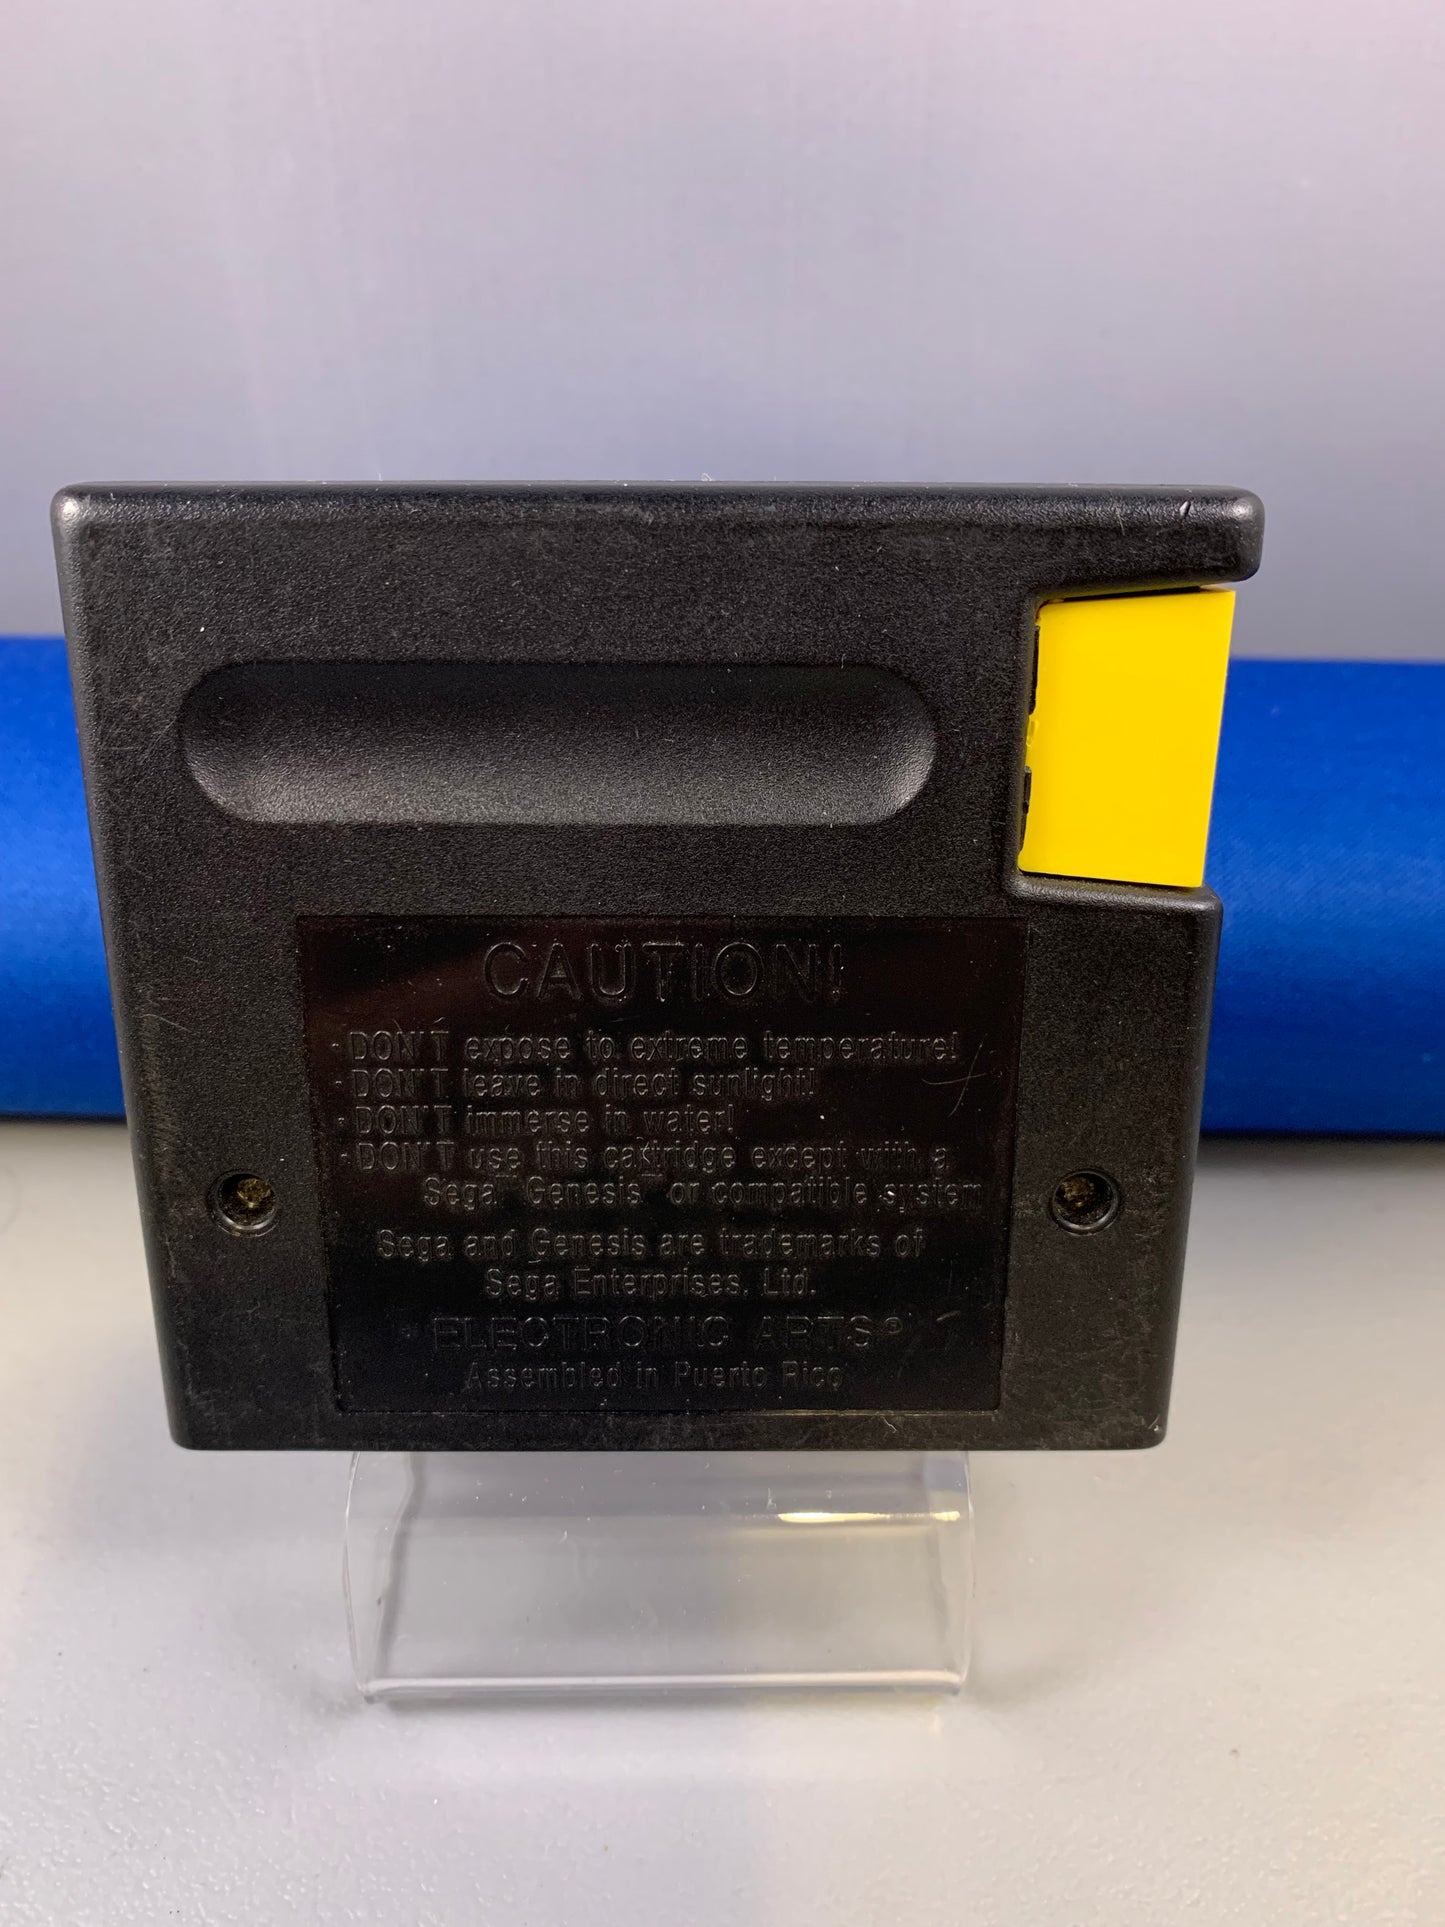 CAUTION!
· DON'T expose to extreme temperature!
· DON'T leave in direct sunlight!
· DON'T immerse in water!
· DON'T use this cartridge except with a
Sega™ Genesis™ or compatible system
Sega and Genesis are trademarks of
Sega Enterprises, Ltd.
ELECTRONIC ARTS®
Assembled in Puerto Rico